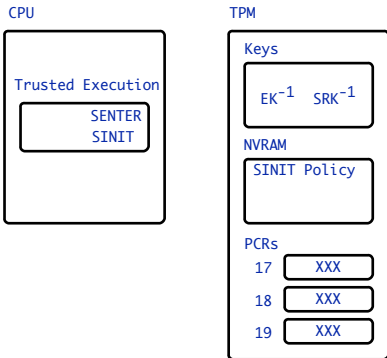 CPU
Trusted Execution
SENTER
SINIT
TPM
Keys
EK-1 SRK-1
NVRAM
SINIT Policy
PCRs
17 XXX
18 XXX
19 XXX